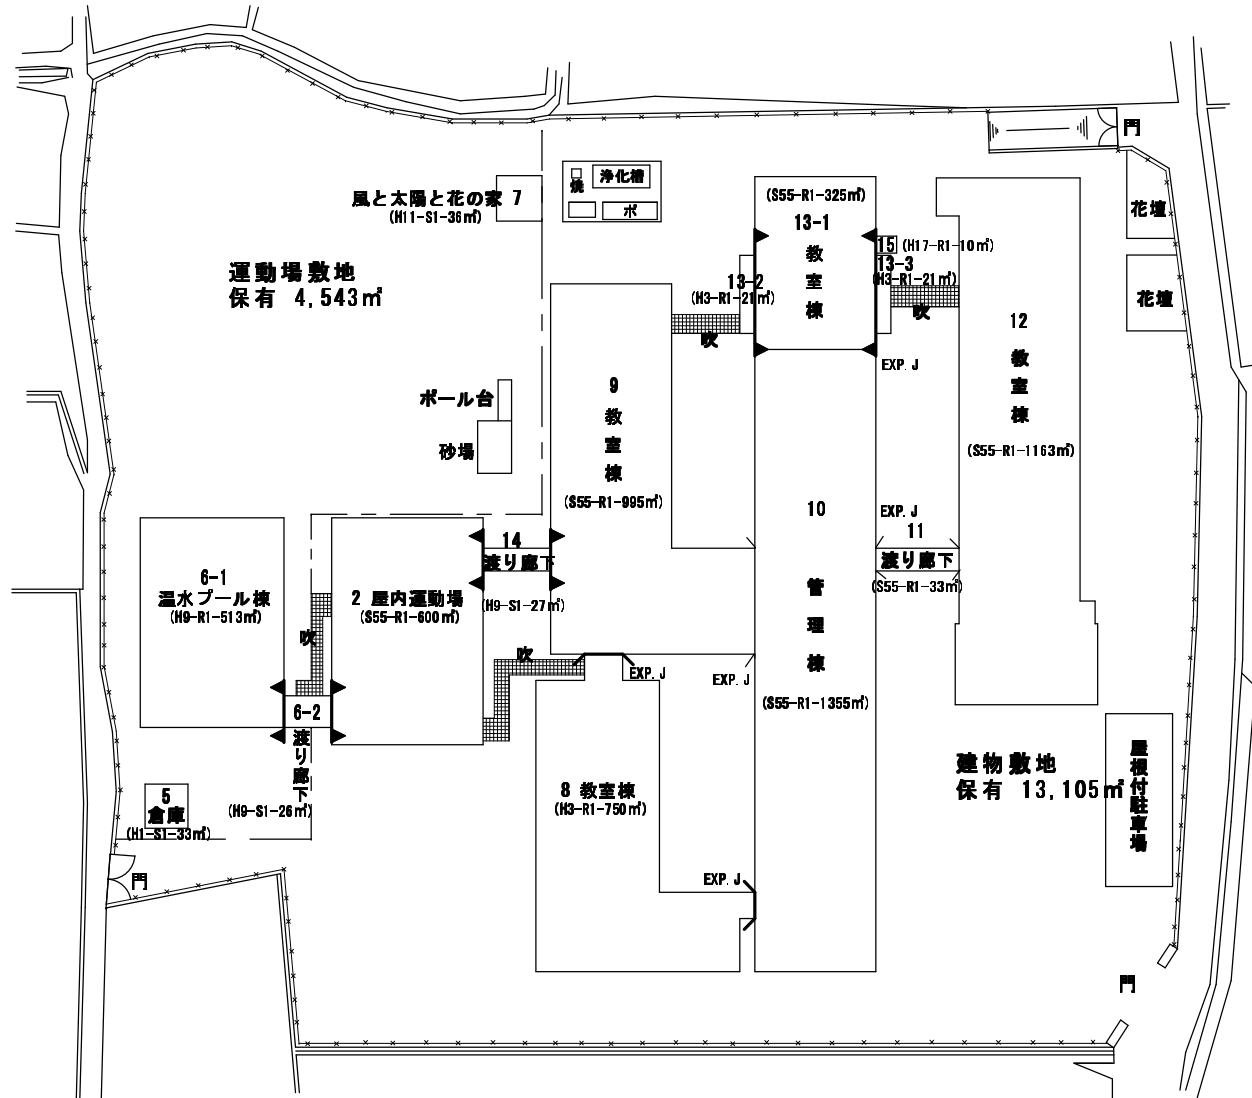 門
浄化槽
焼
ポ
風と太陽と花の家 7
(H11-S1-36㎡)
(S55-R1-325㎡)
13-1
教室棟
花壇
15 (H17-R1-10㎡)
13-3
(H3-R1-21㎡)
吹
13-2
(H3-R1-21㎡)
吹
運動場敷地
保有 4,543㎡
花壇
12
教室棟
(S55-R1-1163㎡)
EXP. J
ポール台
砂場
9
教室棟
(S55-R1-995㎡)
10
管理棟
(S55-R1-1355㎡)
EXP. J
11
渡り廊下
(S55-R1-33㎡)
14
渡り廊下
(H9-S1-27㎡)
6-1
温水プール棟
(H9-R1-513㎡)
2 屋内運動場
(S55-R1-600㎡)
吹
吹
EXP. J
EXP. J
6-2
渡り廊下
(H9-S1-26㎡)
建物敷地
保有 13,105㎡
屋根付駐車場
5
倉庫
(H1-S1-33㎡)
8 教室棟
(H3-R1-750㎡)
EXP. J
門
門